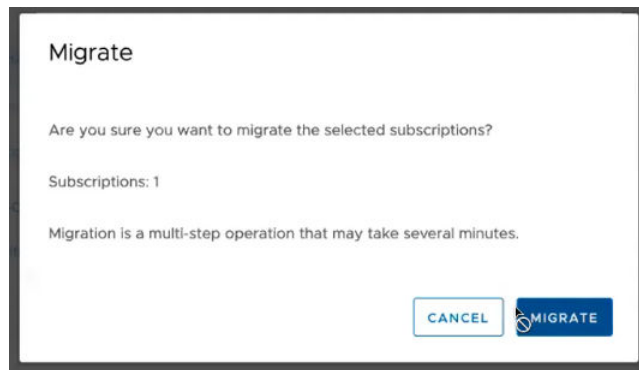 Migrate
Are you sure you want to migrate the selected subscriptions?
Subscriptions: 1
Migration is a multi-step operation that may take several minutes.
CANCEL MIGRATE